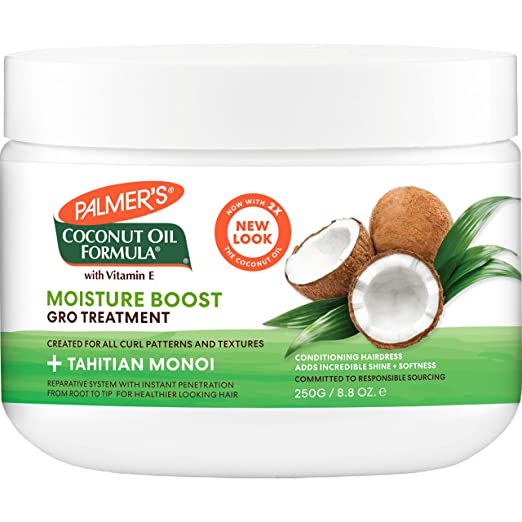 PALMER'S®
COCONUT OIL
FORMULA®
with Vitamin E
MOISTURE BOOST
GRO TREATMENT
NOW WITH 2X
NEW
LOOK
THE COCONUT OIL
CREATED FOR ALL CURL PATTERNS AND TEXTURES
+ TAHITIAN MONOI
REPARATIVE SYSTEM WITH INSTANT PENETRATION
FROM ROOT TO TIP FOR HEALTHIER LOOKING HAIR
CONDITIONING HAIRDRESS
ADDS INCREDIBLE SHINE + SOFTNESS
COMMITTED TO RESPONSIBLE SOURCING
250G/8.8 OZ. ℮